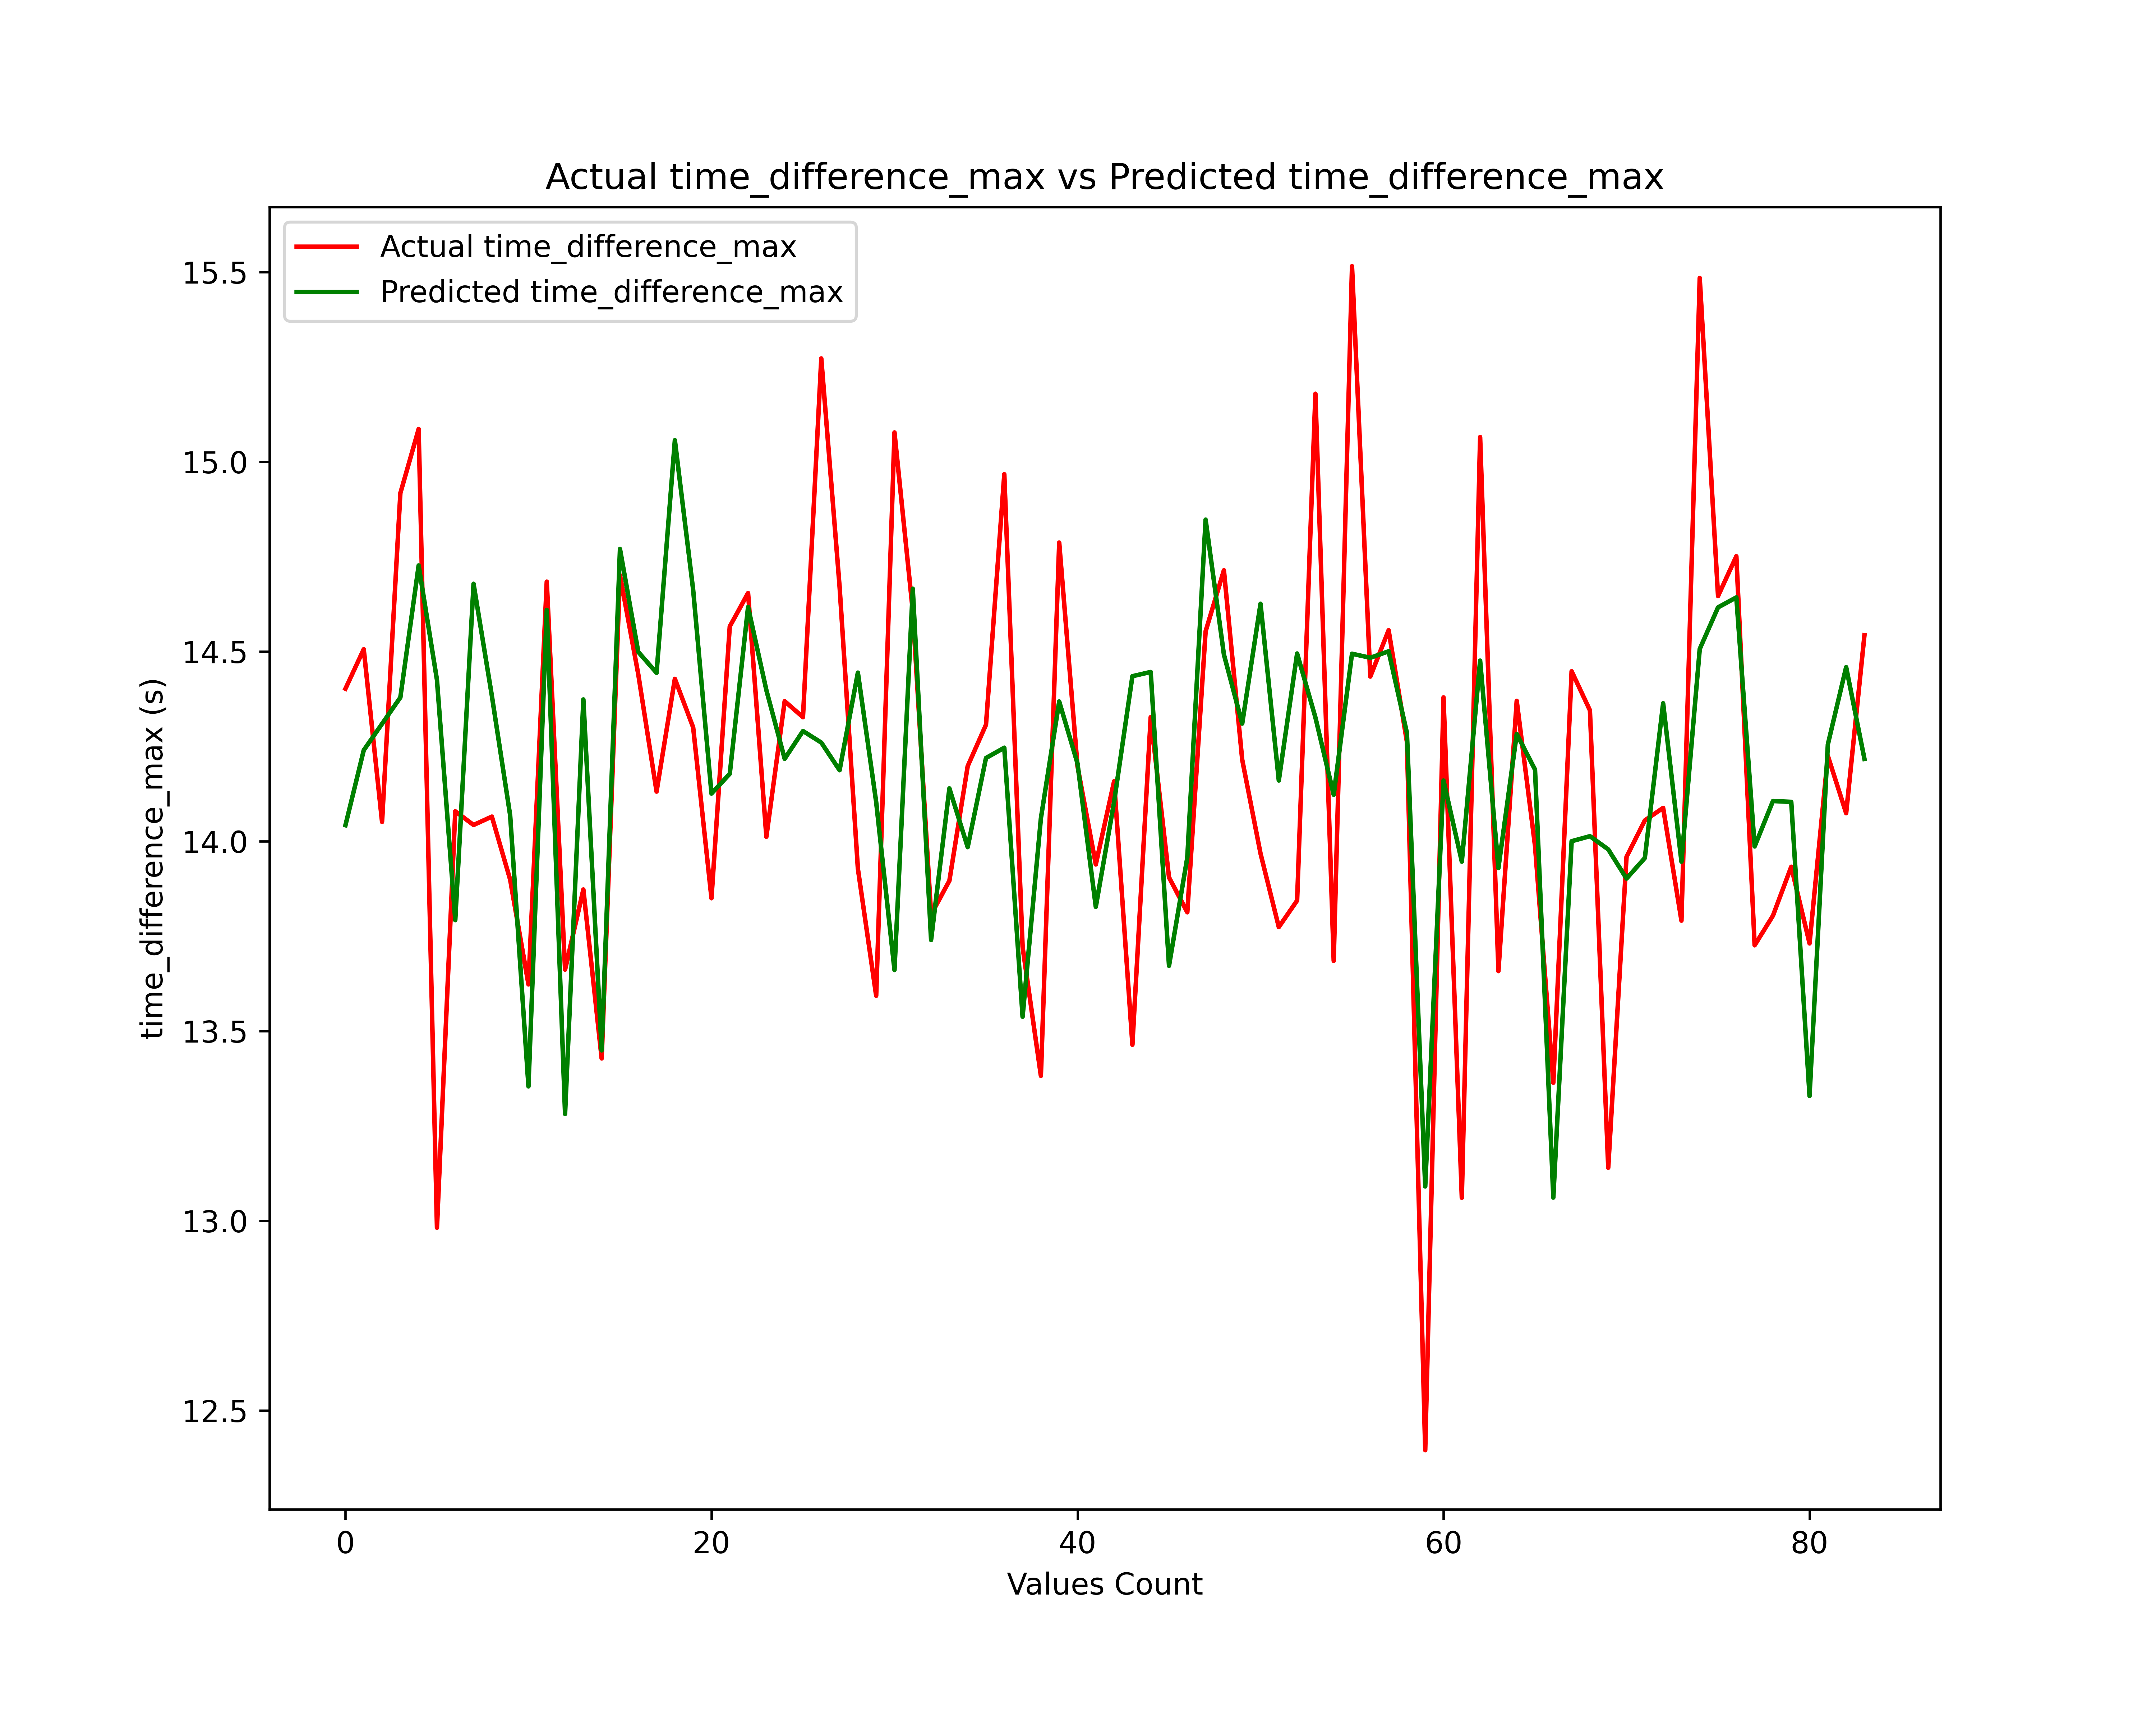 Actual time_difference_max vs Predicted time_difference_max
Actual time_difference_max
Predicted time_difference_max
15.5
15.0
14.5
14.0
13.5
13.0
12.5
time_difference_max (s)
0 20 40 60 80
Values Count